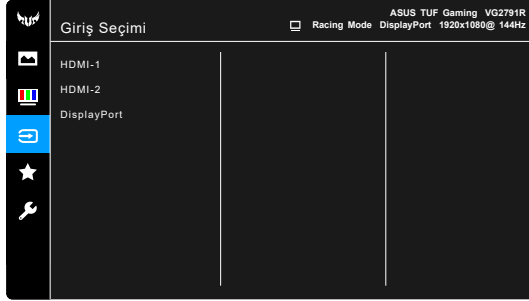 ASUS TUF Gaming VG2791R
Giriş Seçimi
Racing Mode DisplayPort 1920x1080@ 144Hz
HDMI-1
HDMI-2
DisplayPort